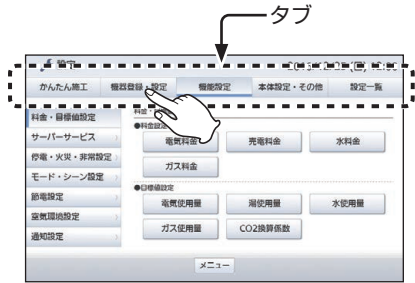 タブ
設定
かんたん施工 機器登録・設定 機能設定 本体設定・その他 設定一覧
料金・目標値設定
サーバーサービス
停電・火災・非常設定
モード・シーン設定
節電設定
空気環境設定
通知設定
●料金設定
電気料金 売電料金 水料金
ガス料金
●目標値設定
電気使用量 湯使用量 水使用量
ガス使用量 CO2換算係数
メニュー